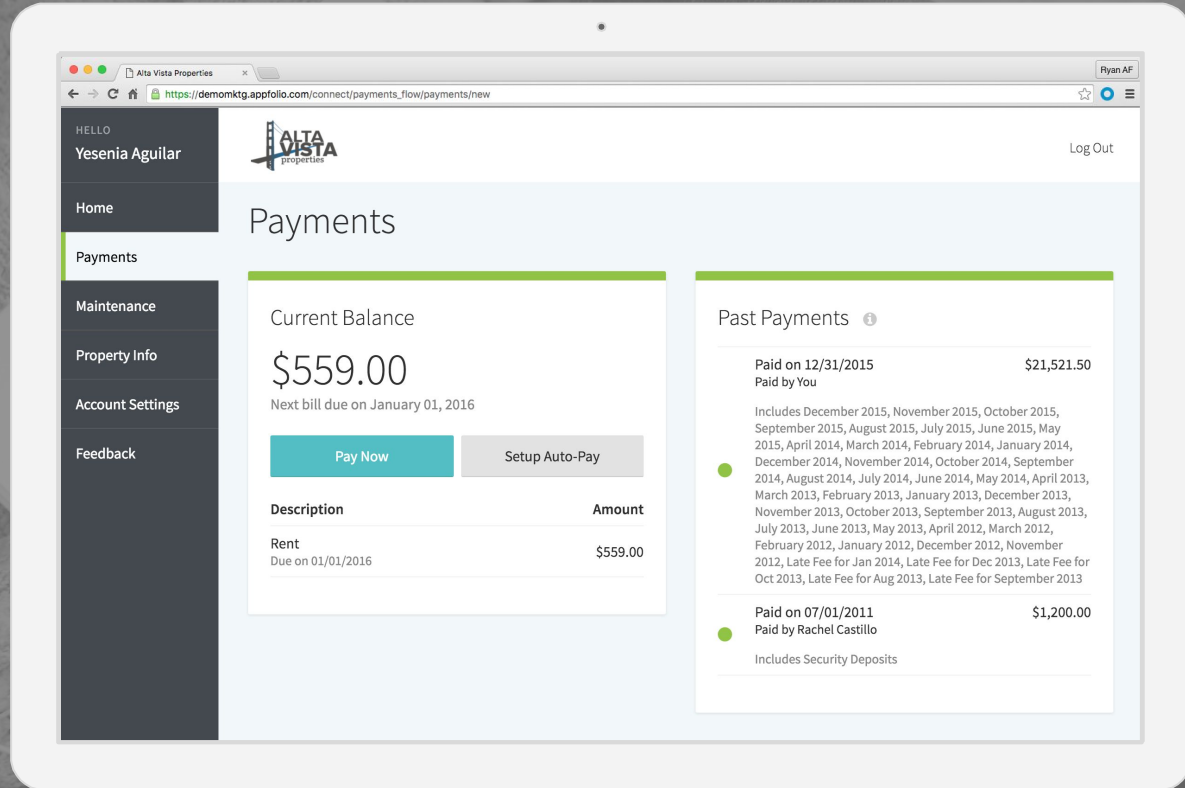 Alta Vista Properties
Ryan AF
https://demomktg.appfolio.com/connect/payments_flow/payments/new
HELLO
Yesenia Aguilar
ALTA
VISTA
properties
Log Out
Home
Payments
Maintenance
Property Info
Account Settings
Feedback
Payments
Current Balance
$559.00
Next bill due on January 01, 2016
Pay Now
Setup Auto-Pay
Description Amount
Rent
Due on 01/01/2016
$559.00
Past Payments
Paid on 12/31/2015 $21,521.50
Paid by You
Includes December 2015, November 2015, October 2015,
September 2015, August 2015, July 2015, June 2015, May
2015, April 2014, March 2014, February 2014, January 2014,
December 2014, November 2014, October 2014, September
2014, August 2014, July 2014, June 2014, May 2014, April 2013,
March 2013, February 2013, January 2013, December 2013,
November 2013, October 2013, September 2013, August 2013,
July 2013, June 2013, May 2013, April 2012, March 2012,
February 2012, January 2012, December 2012, November
2012, Late Fee for Jan 2014, Late Fee for Dec 2013, Late Fee for
Oct 2013, Late Fee for Aug 2013, Late Fee for September 2013
Paid on 07/01/2011 $1,200.00
Paid by Rachel Castillo
Includes Security Deposits